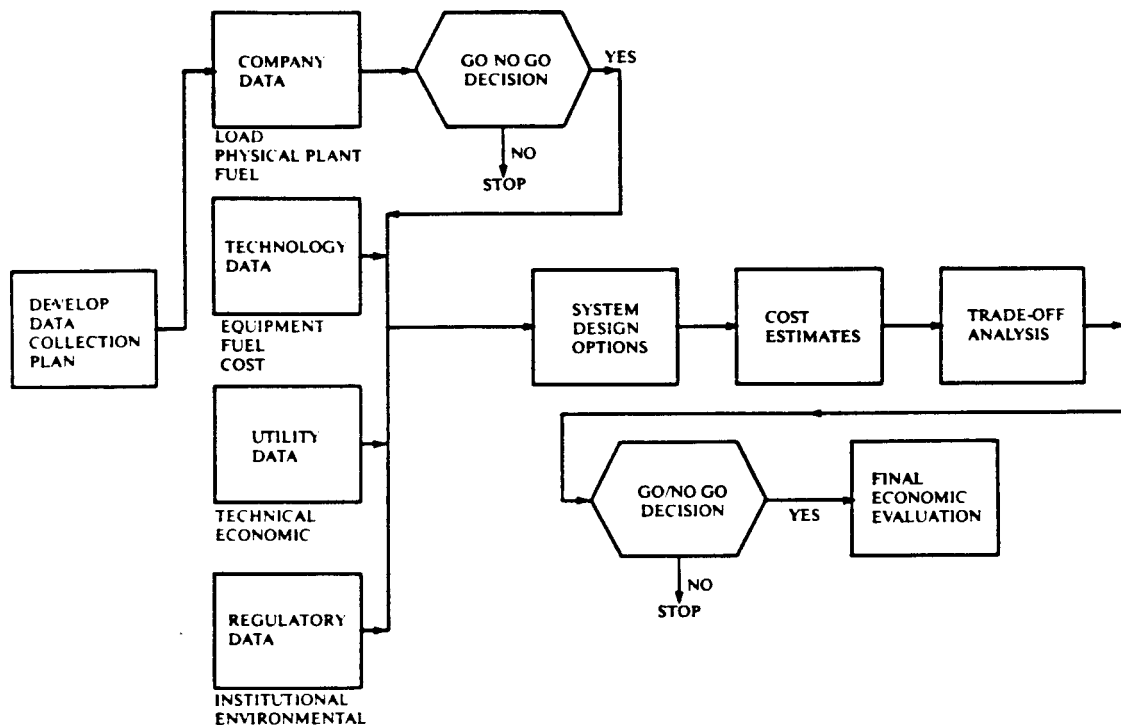 COMPANY
DATA
GO NO GO
DECISION
YES
LOAD
PHYSICAL PLANT
FUEL
NO
STOP
TECHNOLOGY
DATA
EQUIPMENT
FUEL
COST
DEVELOP
DATA
COLLECTION
PLAN
SYSTEM
DESIGN
OPTIONS
COST
ESTIMATES
TRADE-OFF
ANALYSIS
UTILITY
DATA
TECHNICAL
ECONOMIC
GO/NO GO
DECISION
YES
FINAL
ECONOMIC
EVALUATION
NO
STOP
REGULATORY
DATA
INSTITUTIONAL
ENVIRONMENTAL